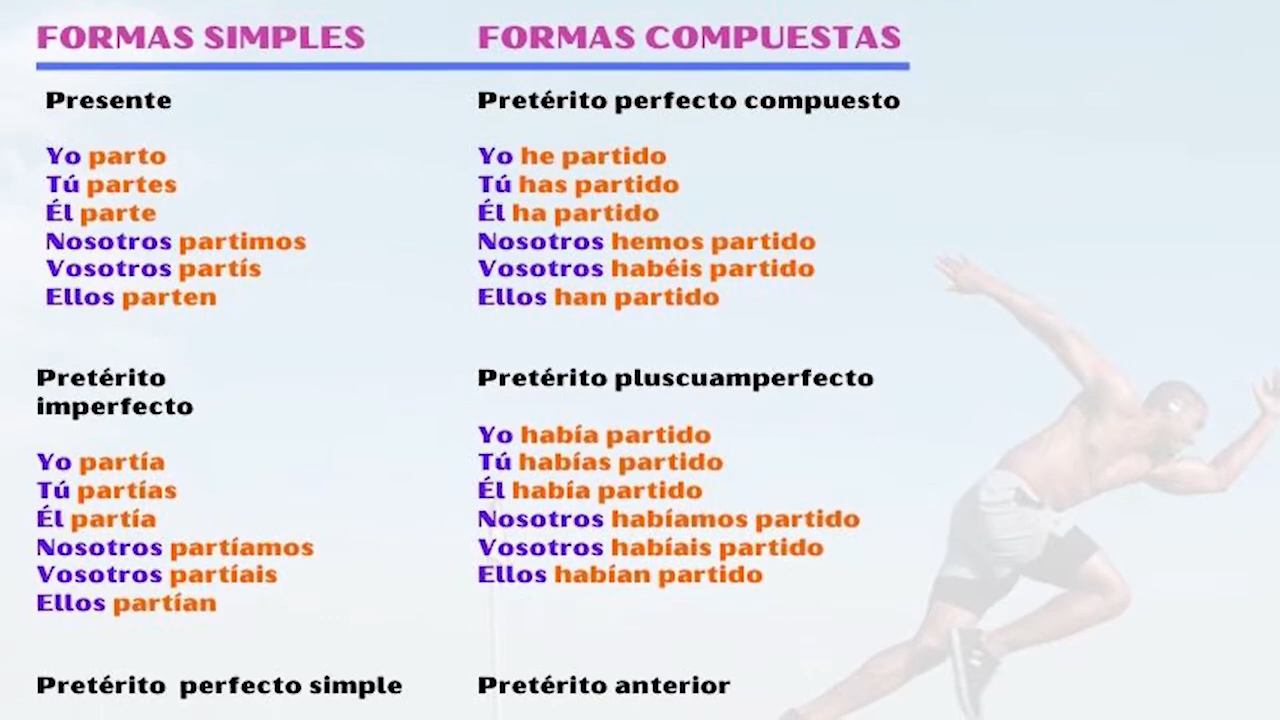 FORMAS SIMPLES
FORMAS COMPUESTAS
Presente
Yo parto
Tú partes
Él parte
Nosotros partimos
Vosotros partís
Ellos parten
Pretérito perfecto compuesto
Yo he partido
Tú has partido
Él ha partido
Nosotros hemos partido
Vosotros habéis partido
Ellos han partido
Pretérito
imperfecto
Yo partía
Tú partías
Él partía
Nosotros partíamos
Vosotros partíais
Ellos partían
Pretérito pluscuamperfecto
Yo había partido
Tú habías partido
Él había partido
Nosotros habíamos partido
Vosotros habíais partido
Ellos habían partido
Pretérito perfecto simple
Pretérito anterior